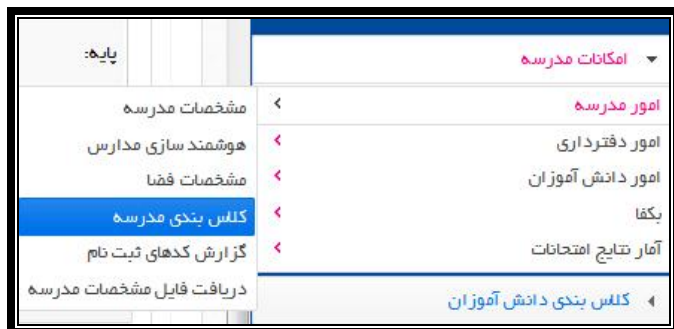 پایه:
امکانات مدرسه
امور مدرسه
امور دفترداری
امور دانش آموزان
بکفا
آمار نتایج امتحانات
کلاس بندی دانش آموزان
مشخصات مدرسه
هوشمند سازی مدارس
مشخصات فضا
کلاس بندی مدرسه
گزارش کدهای ثبت نام
دریافت فایل مشخصات مدرسه